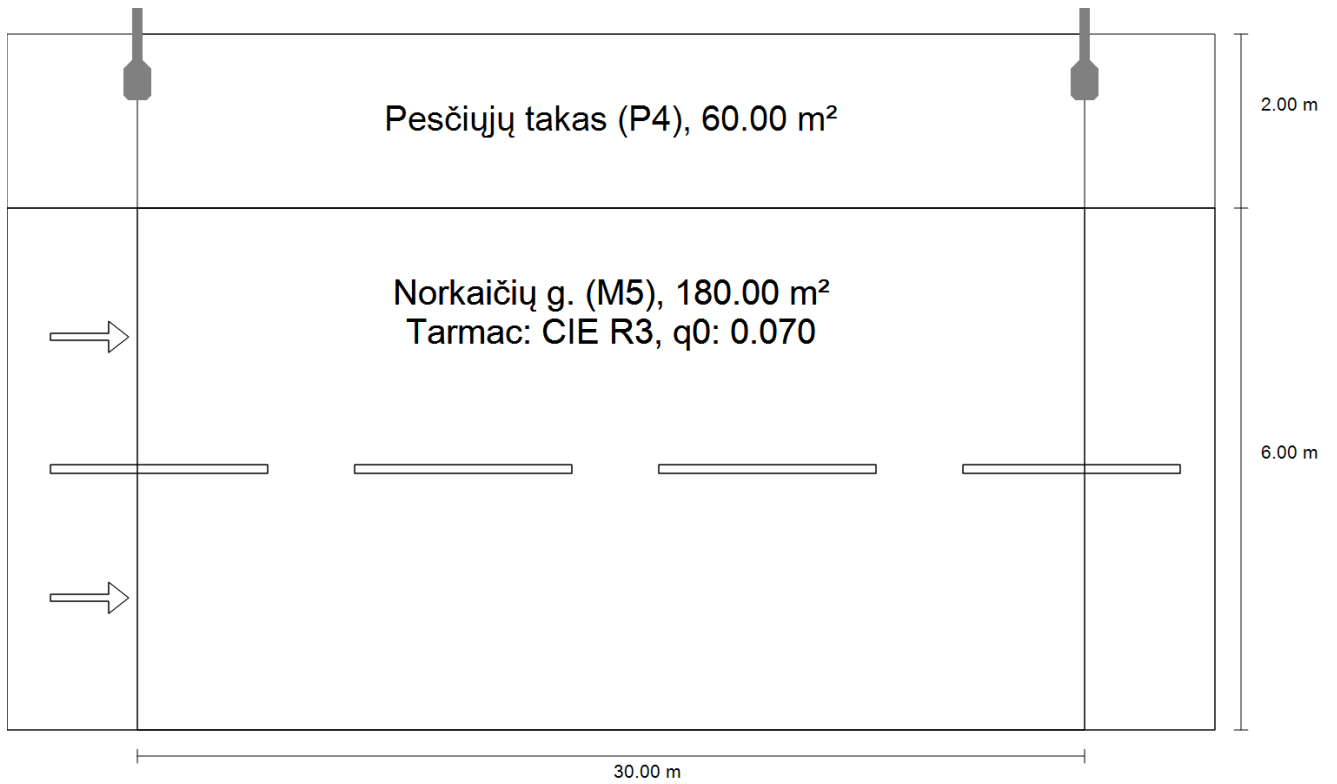 Pesčiųjų takas (P4), 60.00 m²
2.00 m
Norkaičių g. (M5), 180.00 m²
Tarmac: CIE R3, q0: 0.070
6.00 m
30.00 m